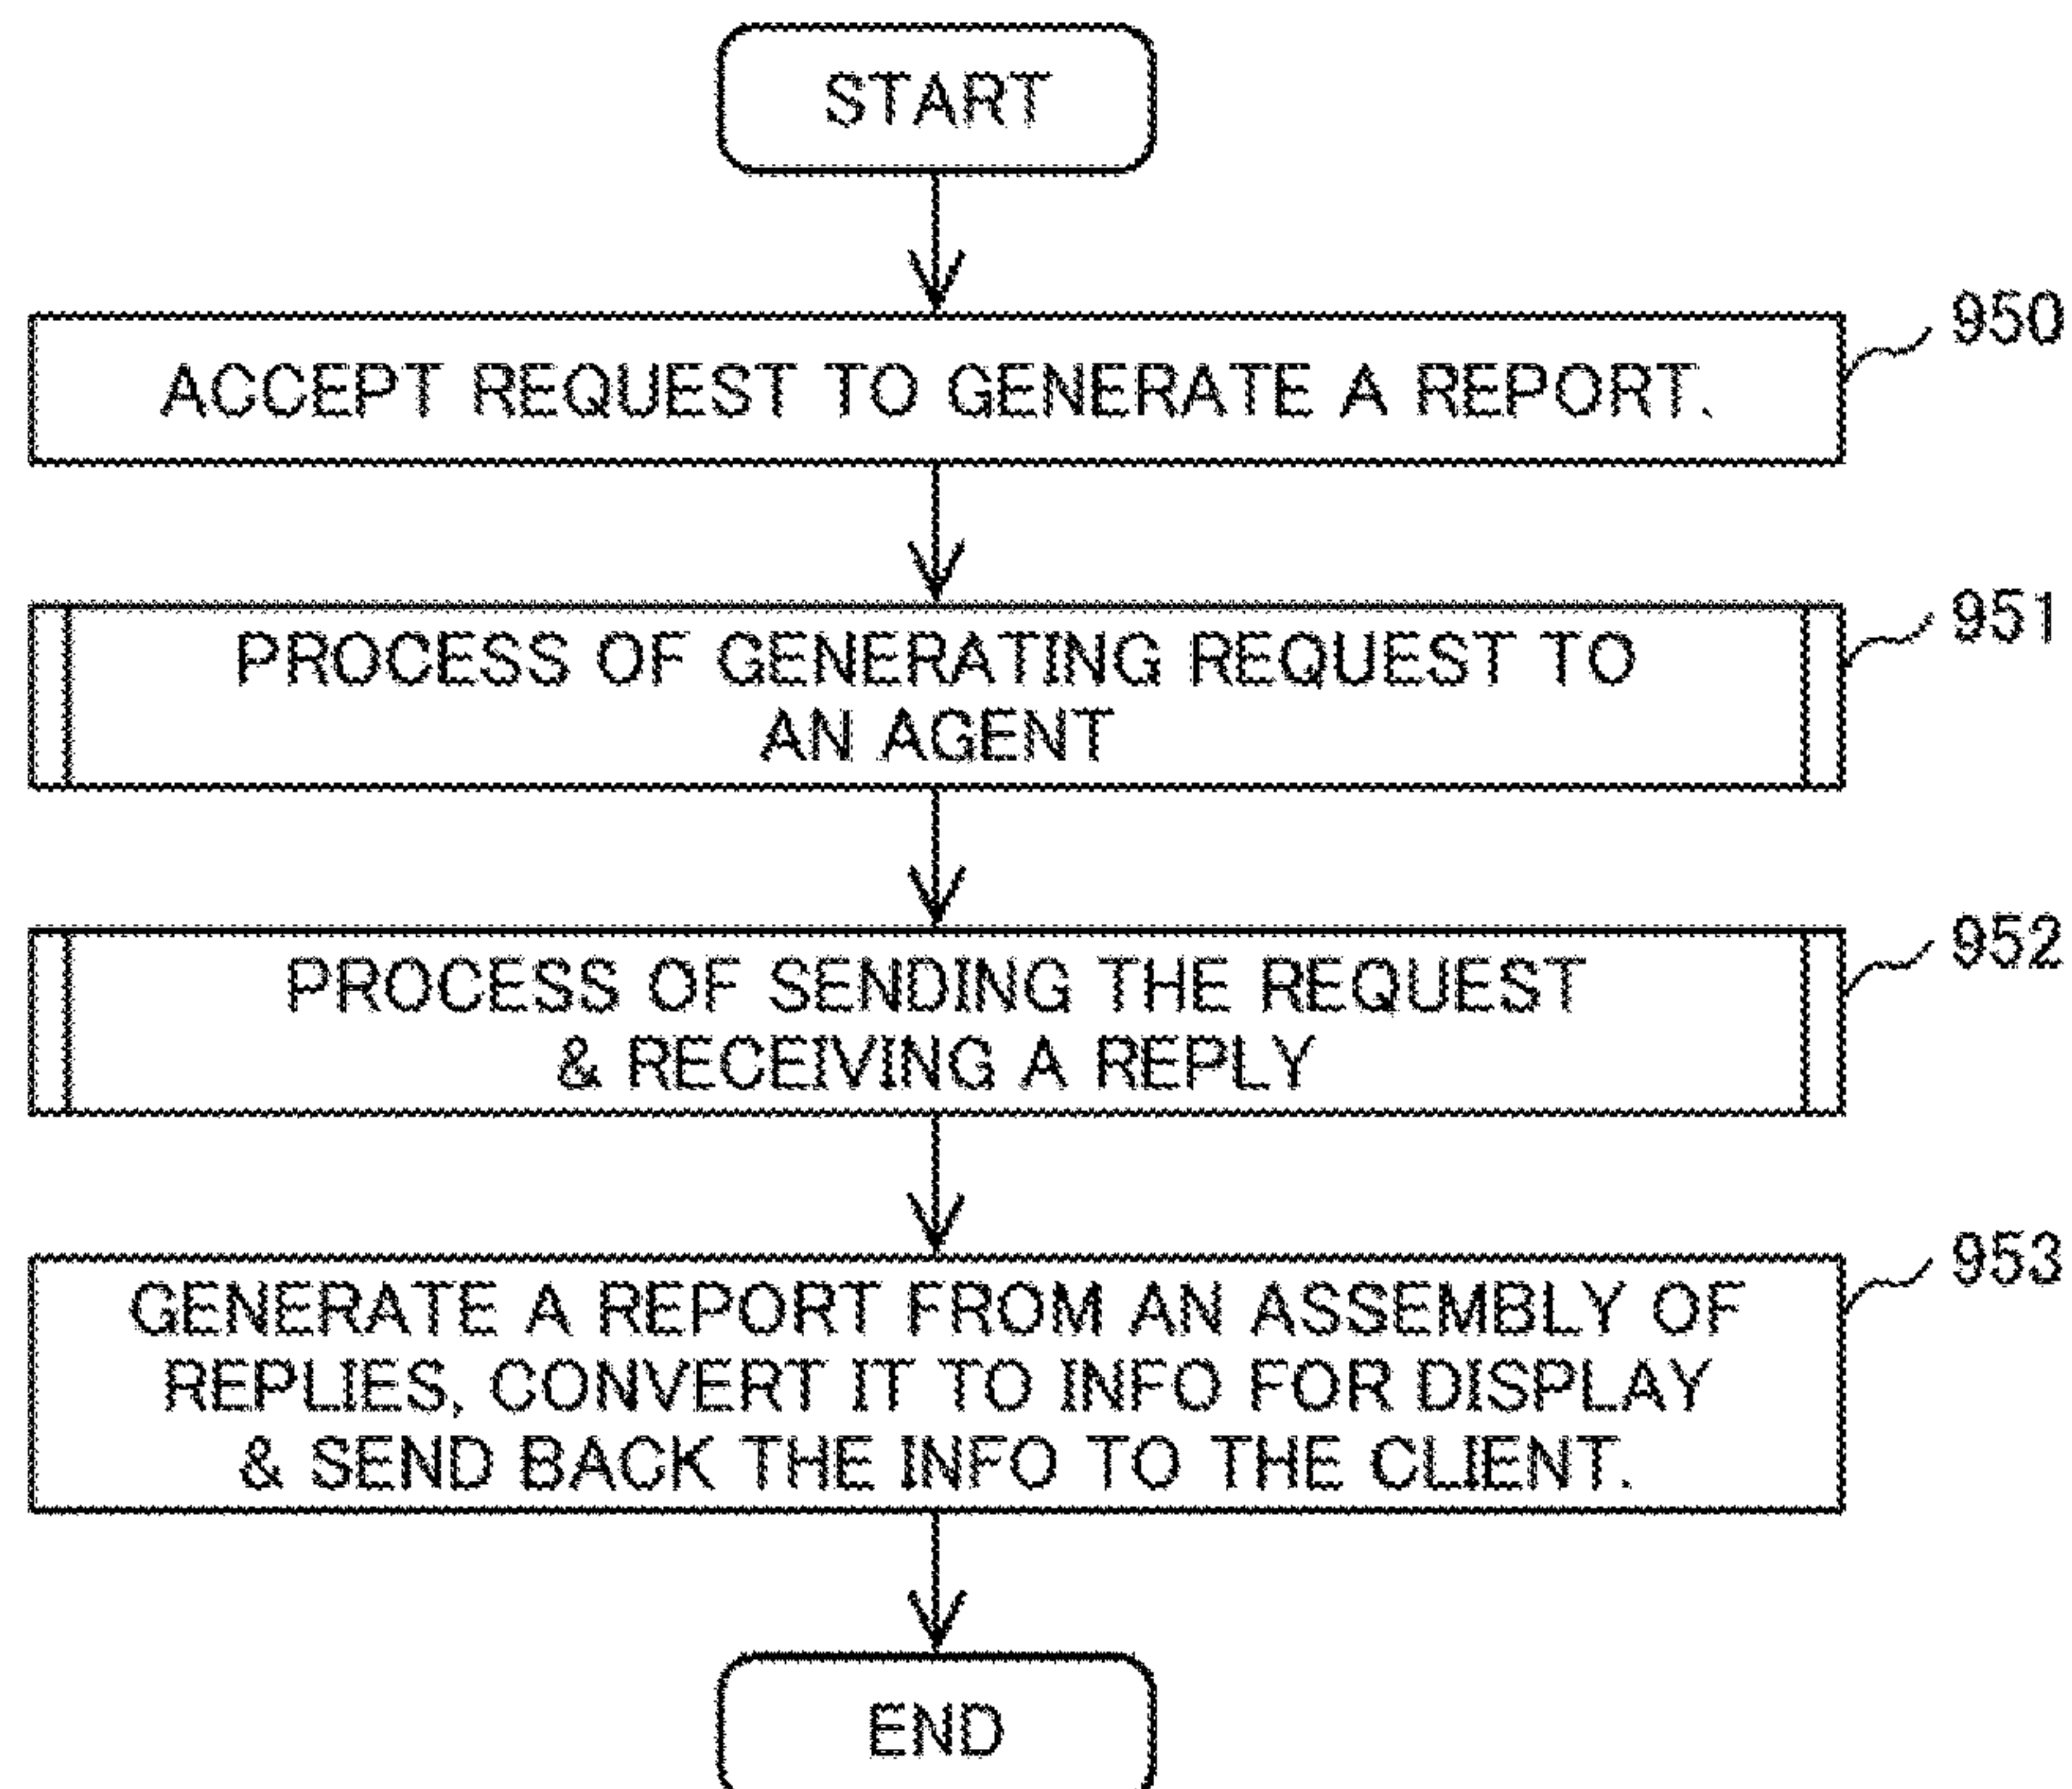 START
950
ACCEPT REQUEST TO GENERATE A REPORT.
951
PROCESS OF GENERATING REQUEST TO
AN AGENT
952
PROCESS OF SENDING THE REQUEST
& RECEIVING A REPLY
953
GENERATE A REPORT FROM AN ASSEMBLY OF
REPLIES, CONVERT IT TO INFO FOR DISPLAY
& SEND BACK THE INFO TO THE CLIENT.
END